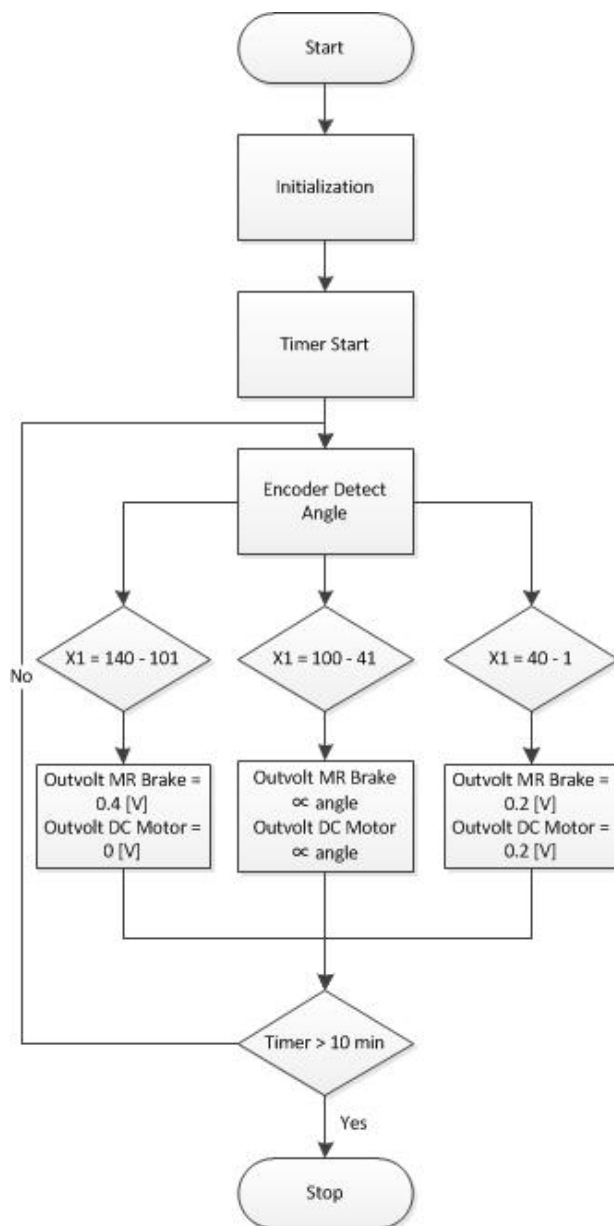 Start
Initialization
Timer Start
Encoder Detect
Angle
X1 = 140 - 101
X1 = 100 - 41
X1 = 40 - 1
No
Outvolt MR Brake =
0.4 [V]
Outvolt DC Motor =
0 [V]
Outvolt MR Brake
∝ angle
Outvolt DC Motor
∝ angle
Outvolt MR Brake =
0.2 [V]
Outvolt DC Motor =
0.2 [V]
Timer > 10 min
Yes
Stop